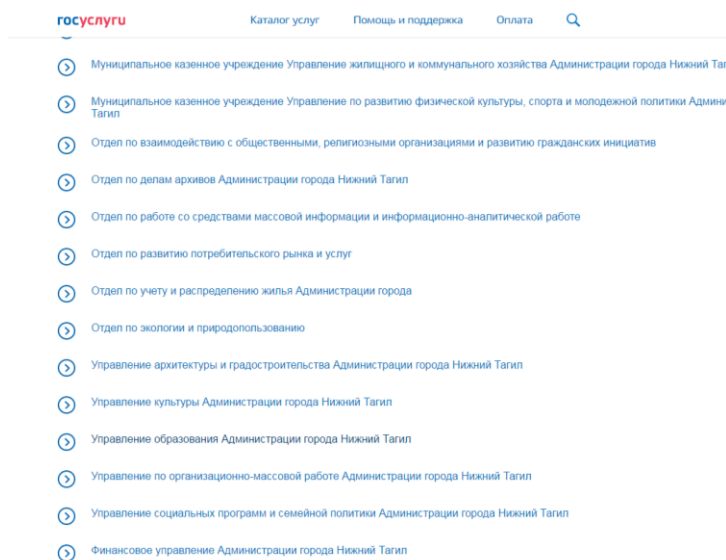 госуслуги Каталог услуг Помощь и поддержка Оплата
Муниципальное казенное учреждение Управление жилищного и коммунального хозяйства Администрации города Нижний
Муниципальное казенное учреждение Управление по развитию физической культуры, спорта и молодежной политики
Тагил
Отдел по взаимодействию с общественными, религиозными организациями и развитию гражданских инициатив
Отдел по делам архивов Администрации города Нижний Тагил
Отдел по работе со средствами массовой информации и информационно-аналитической работе
Отдел по развитию потребительского рынка и услуг
Отдел по учету и распределению жилья Администрации города
Отдел по экологии и природопользованию
Управление архитектуры и градостроительства Администрации города Нижний Тагил
Управление культуры Администрации города Нижний Тагил
Управление образования Администрации города Нижний Тагил
Управление по организационно-массовой работе Администрации города Нижний Тагил
Управление социальных программ и семейной политики Администрации города Нижний Тагил
Финансовое управление Администрации города Нижний Тагил